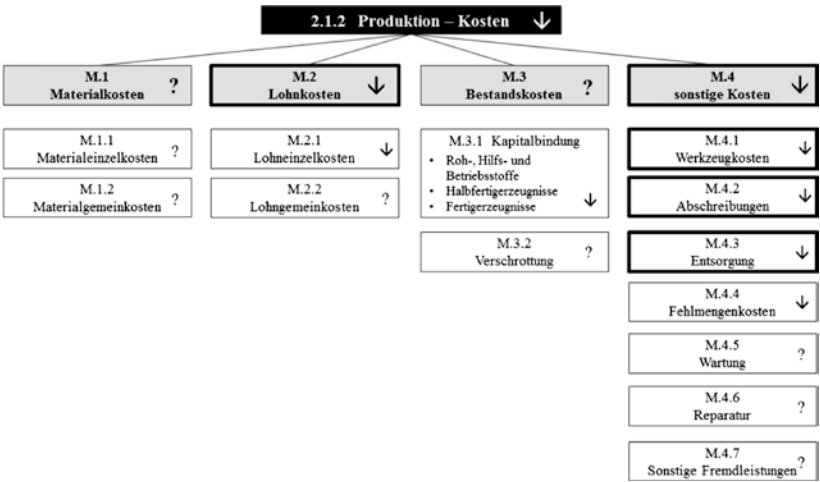 2.1.2 Produktion – Kosten ↓
M.1
Materialkosten ?
M.2
Lohnkosten ↓
M.3
Bestandskosten ?
M.4
sonstige Kosten ↓
M.1.1
Materialeinzelkosten ?
M.1.2
Materialgemeinkosten ?
M.2.1
Lohneinzelkosten ↓
M.2.2
Lohngemeinkosten ?
M.3.1 Kapitalbindung
• Roh-, Hilfs- und
Betriebsstoffe
• Halbfertigerzeugnisse
• Fertigerzeugnisse ↓
M.3.2
Verschrottung ?
M.4.1
Werkzeugkosten ↓
M.4.2
Abschreibungen ↓
M.4.3
Entsorgung ↓
M.4.4
Fehlmengenkosten ↓
M.4.5
Wartung ?
M.4.6
Reparatur ?
M.4.7
Sonstige Fremdleistungen ?